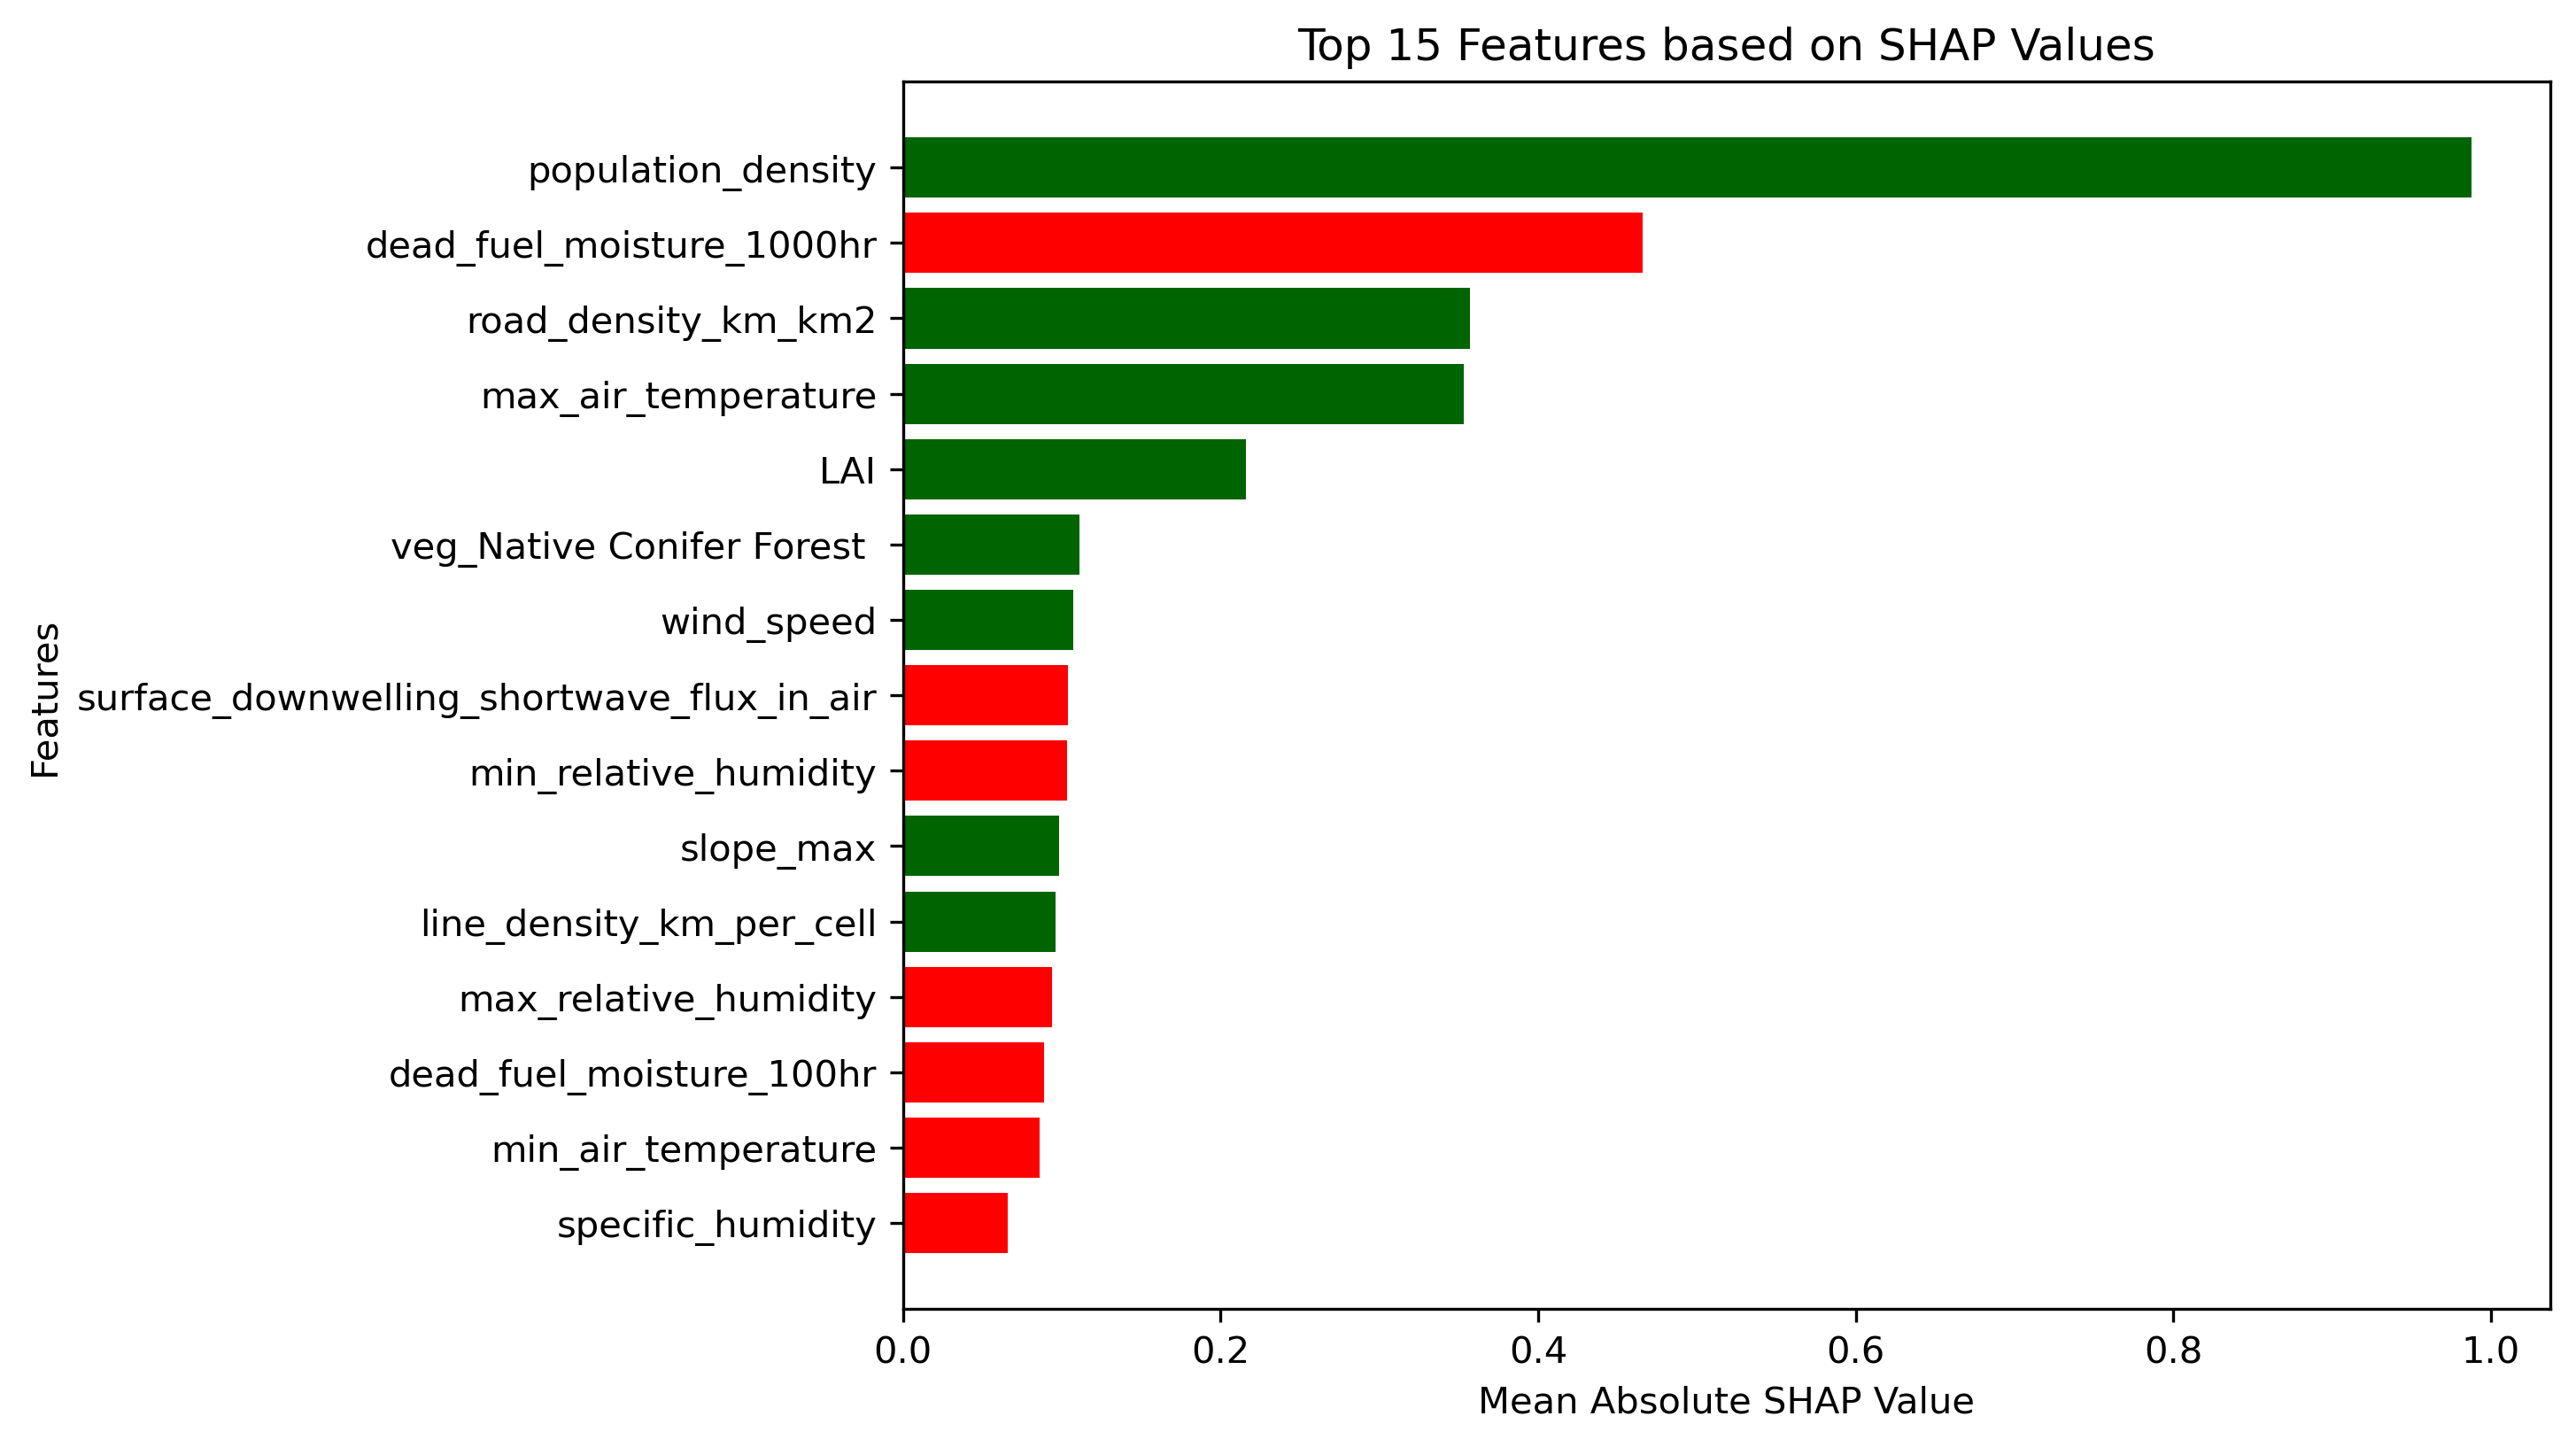 Top 15 Features based on SHAP Values
Features
population_density
dead_fuel_moisture_1000hr
road_density_km_km2
max_air_temperature
LAI
veg_Native Conifer Forest
wind_speed
surface_downwelling_shortwave_flux_in_air
min_relative_humidity
slope_max
line_density_km_per_cell
max_relative_humidity
dead_fuel_moisture_100hr
min_air_temperature
specific_humidity
0.0 0.2 0.4 0.6 0.8 1.0
Mean Absolute SHAP Value